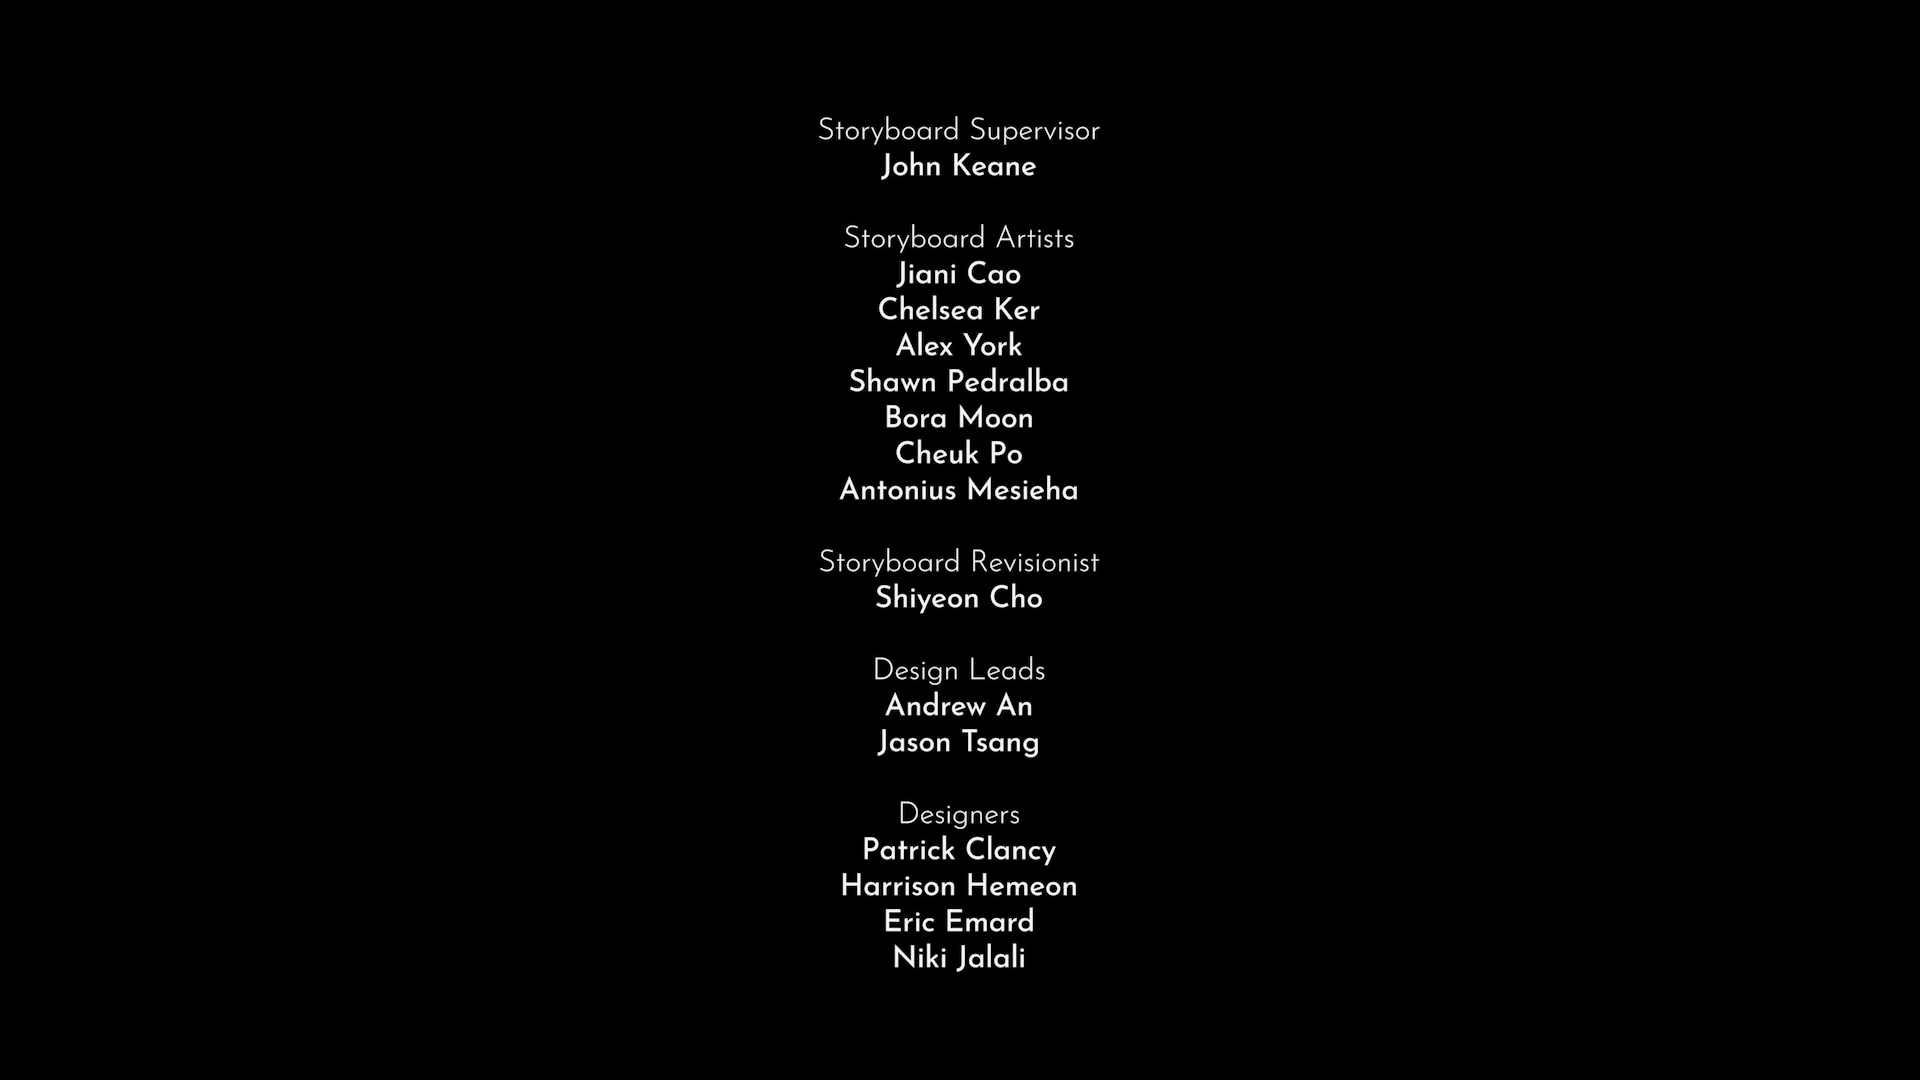 Storyboard Supervisor
John Keane
Storyboard Artists
Jiani Cao
Chelsea Ker
Alex York
Shawn Pedralba
Bora Moon
Cheuk Po
Antonius Mesieha
Storyboard Revisionist
Shiyeon Cho
Design Leads
Andrew An
Jason Tsang
Designers
Patrick Clancy
Harrison Hemeon
Eric Emard
Niki Jalali